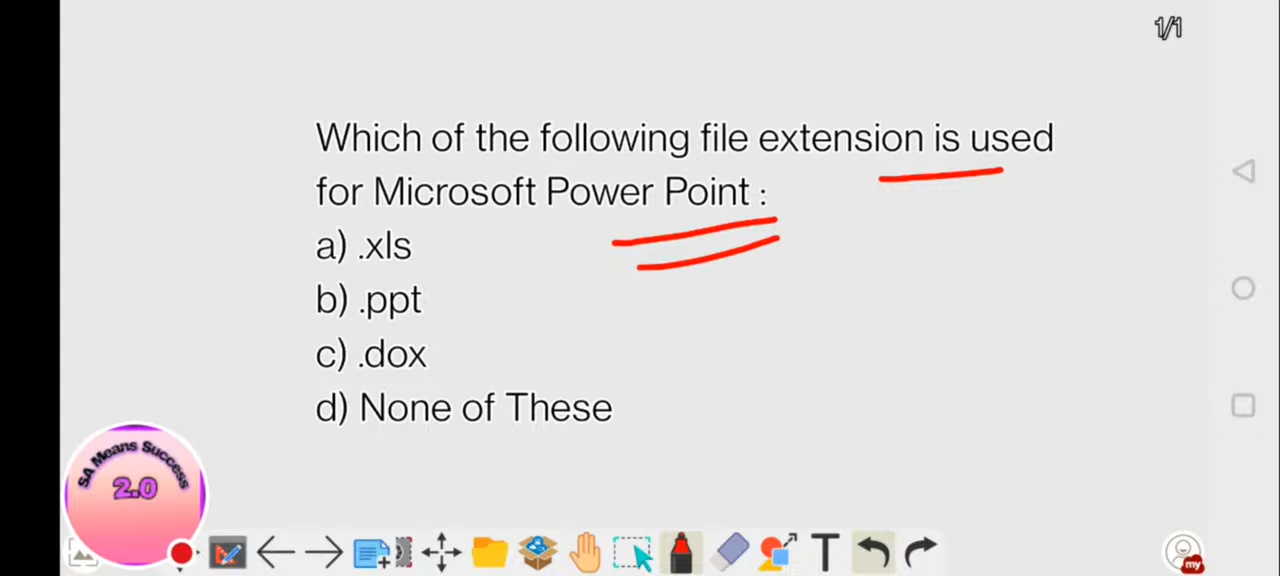 1/1
Which of the following file extension is used
for Microsoft Power Point :
a) .xls
b) .ppt
c) .dox
d) None of These
SA Means Success
2.0
T
my